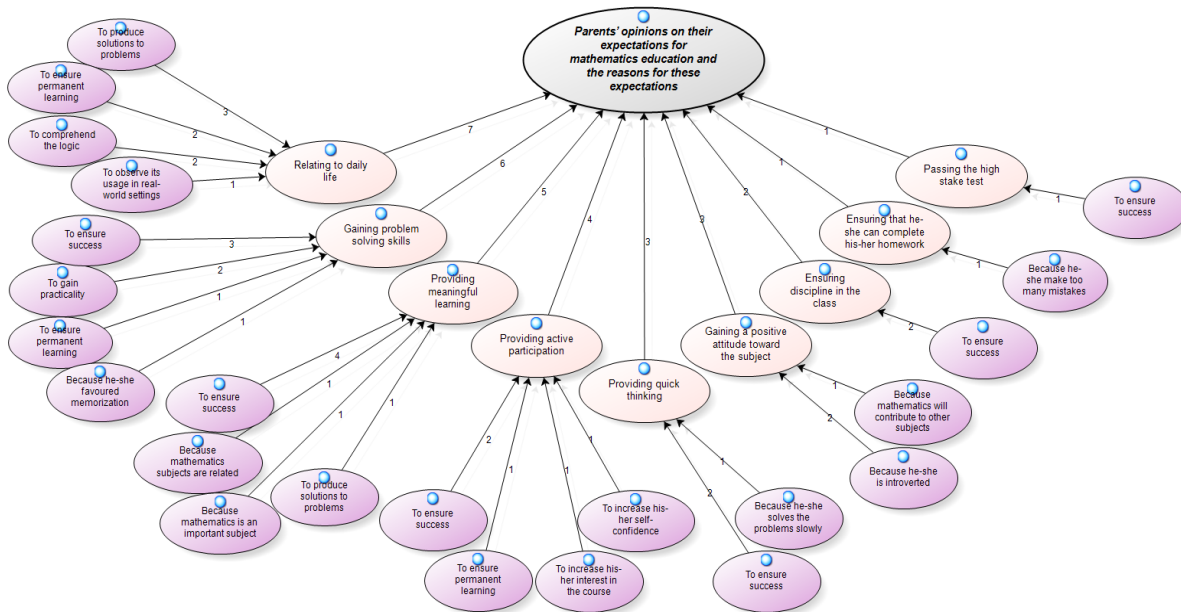 Parents' opinions on their
expectations for
mathematics education and
the reasons for these
expectations
To produce
solutions to
problems
To ensure
permanent
learning
To comprehend
the logic
To observe its
usage in real-
world settings
3
2
2
1
Relating to daily
life
7
To ensure
success
To gain
practicality
To ensure
permanent
learning
Because he-she
favoured
memorization
3
2
1
1
Gaining problem
solving skills
6
To ensure
success
Because
mathematics
subjects are related
Because
mathematics is an
important subject
To produce
solutions to
problems
4
1
1
1
Providing
meaningful
learning
5
To ensure
success
To ensure
permanent
learning
To increase his-
her interest in
the course
To increase his-
her self-
confidence
2
1
1
1
Providing active
participation
4
To ensure
success
Because he-she
solves the
problems slowly
2
1
Providing quick
thinking
3
Because he-she
is introverted
Because
mathematics will
contribute to other
subjects
2
1
Gaining a positive
attitude toward
the subject
3
To ensure
success
2
Ensuring
discipline in the
class
2
Because he-
she make too
many mistakes
1
Ensuring that he-
she can complete
his-her homework
1
To ensure
success
1
Passing the high
stake test
1